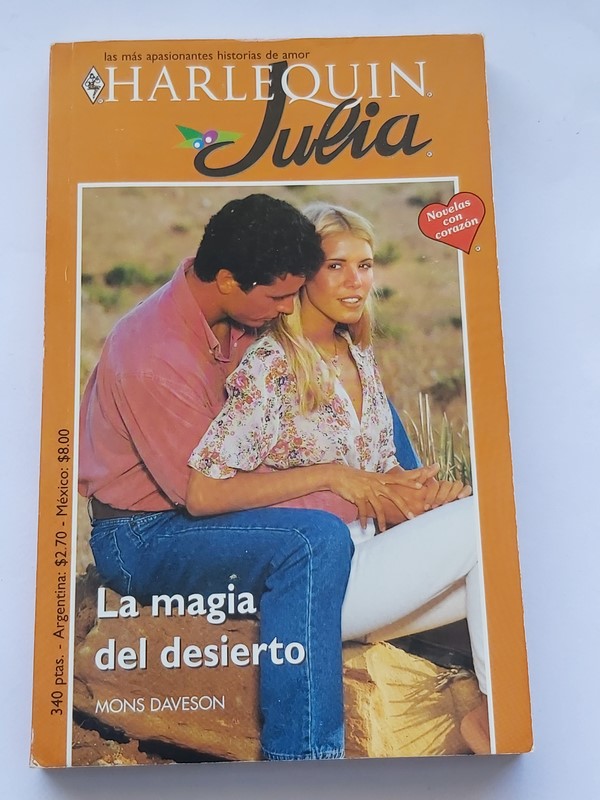 las más apasionantes historias de amor
HARLEQUIN
Julia
Novelas
con
corazón
340 ptas. - Argentina: $2.70 - México: $8.00
La magia
del desierto
MONS DAVESON